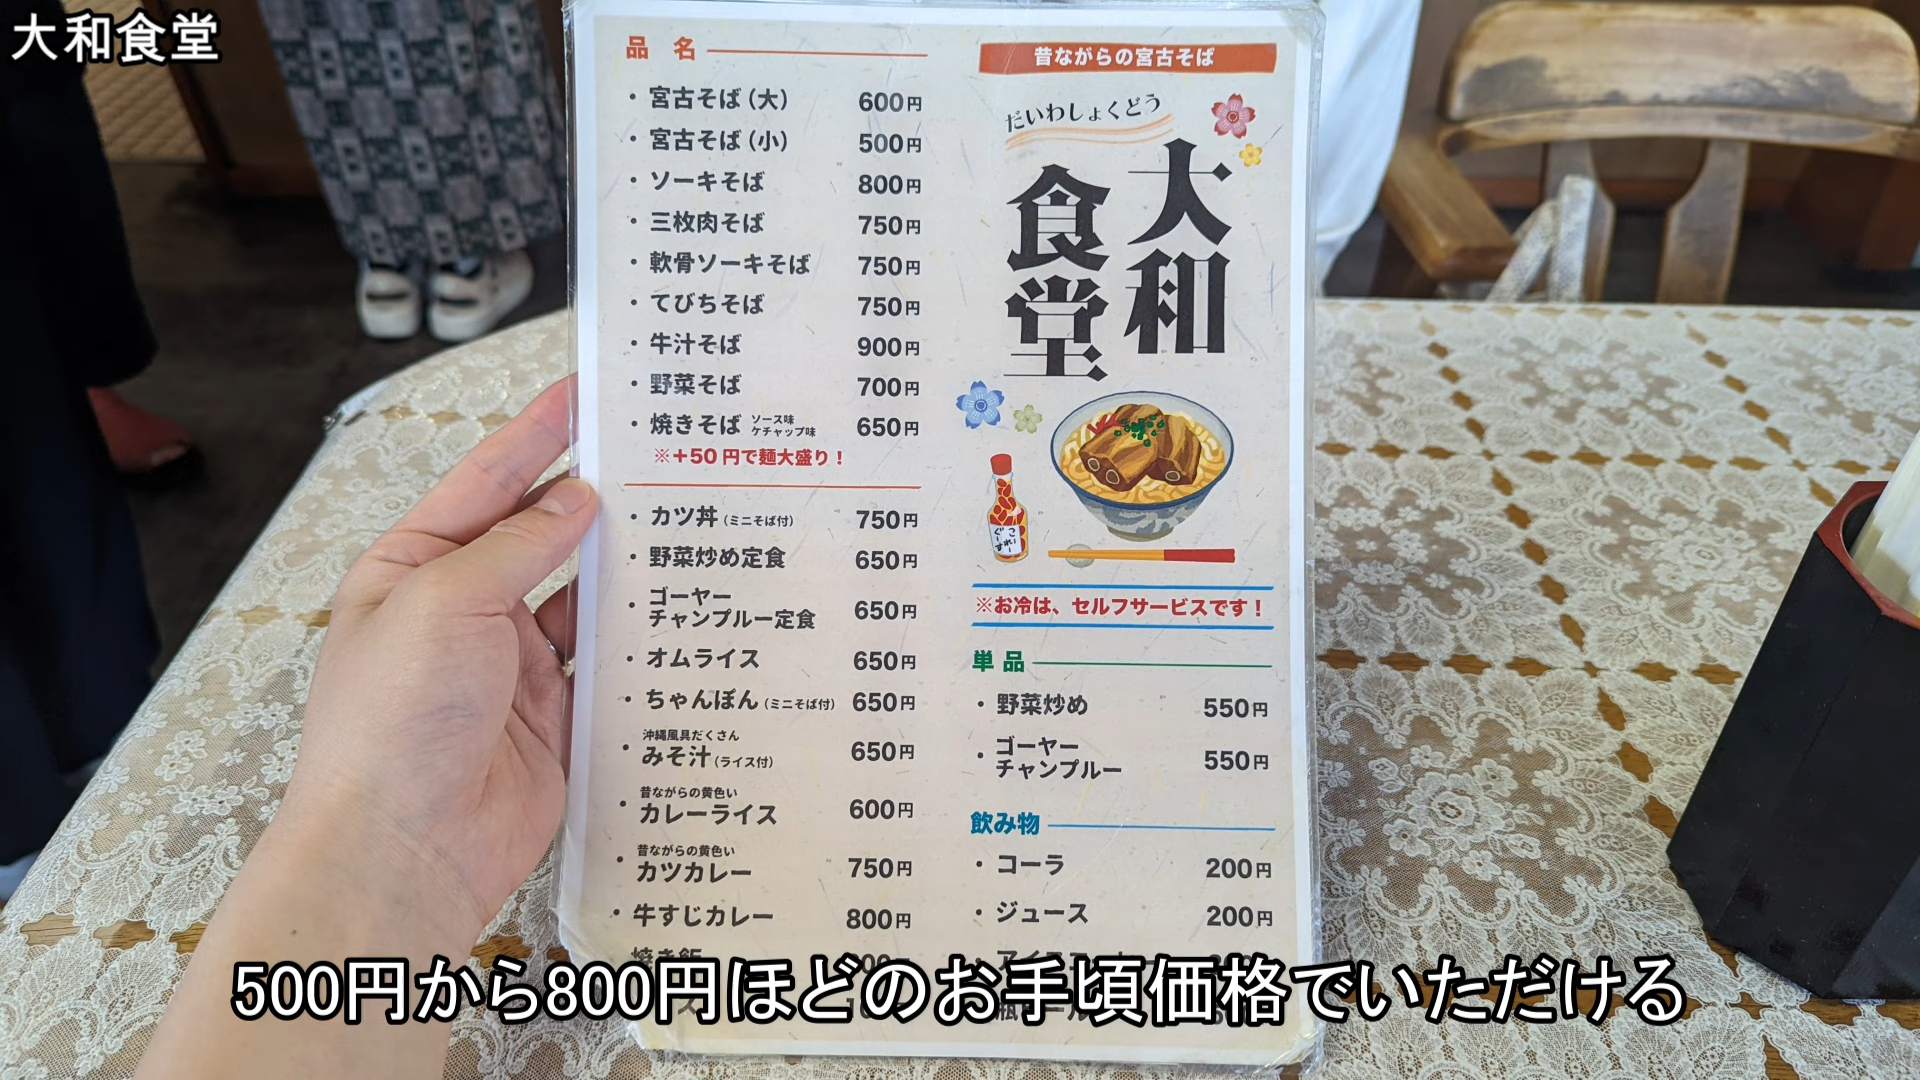 大和食堂
品 名
・宮古そば（大） 600円
・宮古そば（小） 500円
・ソーキそば 800円
・三枚肉そば 750円
・軟骨ソーキそば 750円
・てびちそば 750円
・牛汁そば 900円
・野菜そば 700円
・焼きそば ソース味 ケチャップ味 650円
※＋50円で麺大盛り！
・カツ丼（ミニそば付） 750円
・野菜炒め定食 650円
・ゴーヤー
チャンプルー定食 650円
・オムライス 650円
・ちゃんぽん（ミニそば付） 650円
沖縄風具だくさん
・みそ汁（ライス付） 650円
昔ながらの黄色い
・カレーライス 600円
昔ながらの黄色い
・カツカレー 750円
・牛すじカレー 800円
焼き飯
昔ながらの宮古そば
だいわしょくどう
大和
食堂
こーれー
ぐーす
※お冷は、セルフサービスです！
単 品
・野菜炒め 550円
・ゴーヤー
チャンプルー 550円
飲み物
・コーラ 200円
・ジュース 200円
500円から800円ほどのお手頃価格でいただける